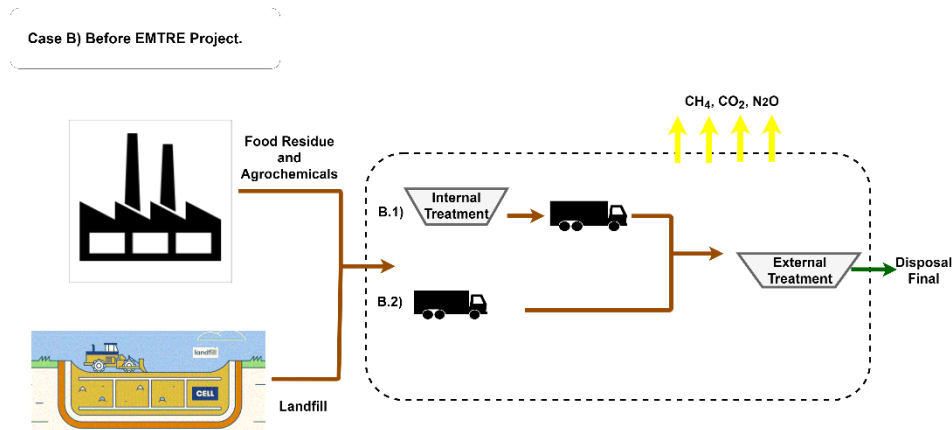 Case B) Before EMTRE Project.
CH₄, CO₂, N2O
Food Residue
and
Agrochemicals
B.1)
Internal
Treatment
External
Treatment
Disposal
Final
B.2)
landfill
CELL
Landfill